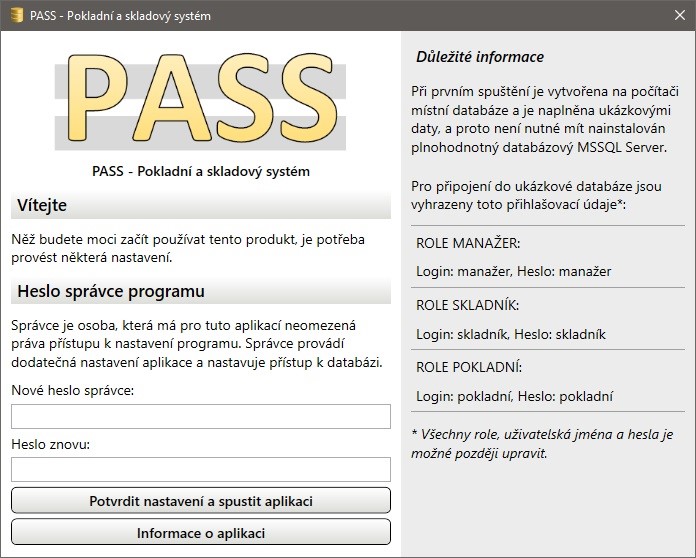 PASS - Pokladní a skladový systém
PASS
PASS - Pokladní a skladový systém
Vítejte
Něž budete moci začít používat tento produkt, je potřeba
provést některá nastavení.
Heslo správce programu
Správce je osoba, která má pro tuto aplikací neomezená
práva přístupu k nastavení programu. Správce provádí
dodatečná nastavení aplikace a nastavuje přístup k databázi.
Nové heslo správce:
Heslo znovu:
Potvrdit nastavení a spustit aplikaci
Informace o aplikaci
Důležité informace
Při prvním spuštění je vytvořena na počítači
místní databáze a je naplněna ukázkovými
daty, a proto není nutné mít nainstalován
plnohodnotný databázový MSSQL Server.
Pro připojení do ukázkové databáze jsou
vyhrazeny toto přihlašovací údaje*:
ROLE MANAŽER:
Login: manažer, Heslo: manažer
ROLE SKLADNÍK:
Login: skladník, Heslo: skladník
ROLE POKLADNÍ:
Login: pokladní, Heslo: pokladní
* Všechny role, uživatelská jména a hesla je
možné později upravit.